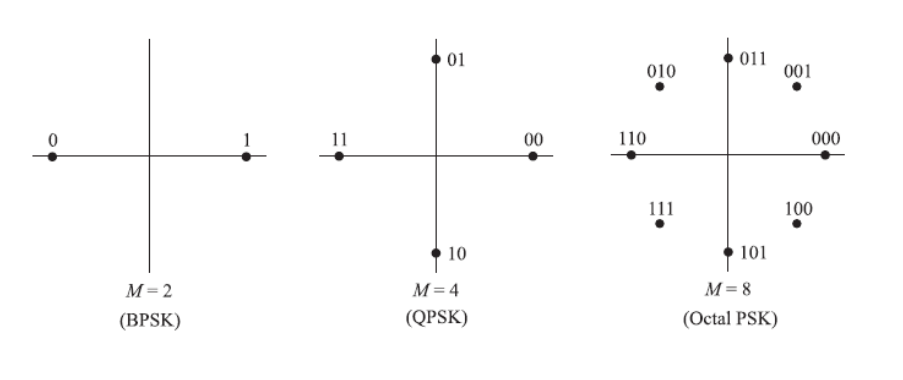 0 1
M = 2
(BPSK)
01
11 00
10
M = 4
(QPSK)
011
010 001
110 000
111 100
101
M = 8
(Octal PSK)